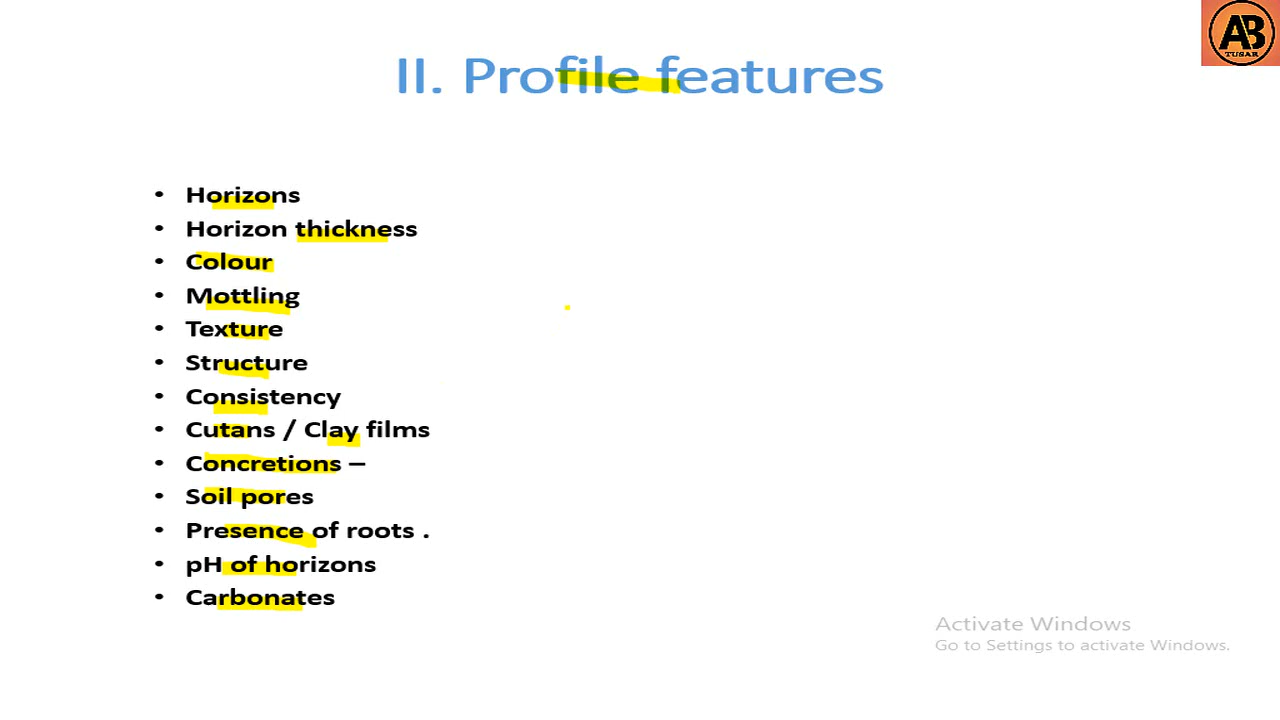 AB
TUSAR
II. Profile features
• Horizons
• Horizon thickness
• Colour
• Mottling
• Texture
• Structure
• Consistency
• Cutans / Clay films
• Concretions –
• Soil pores
• Presence of roots .
• pH of horizons
• Carbonates
Activate Windows
Go to Settings to activate Windows.